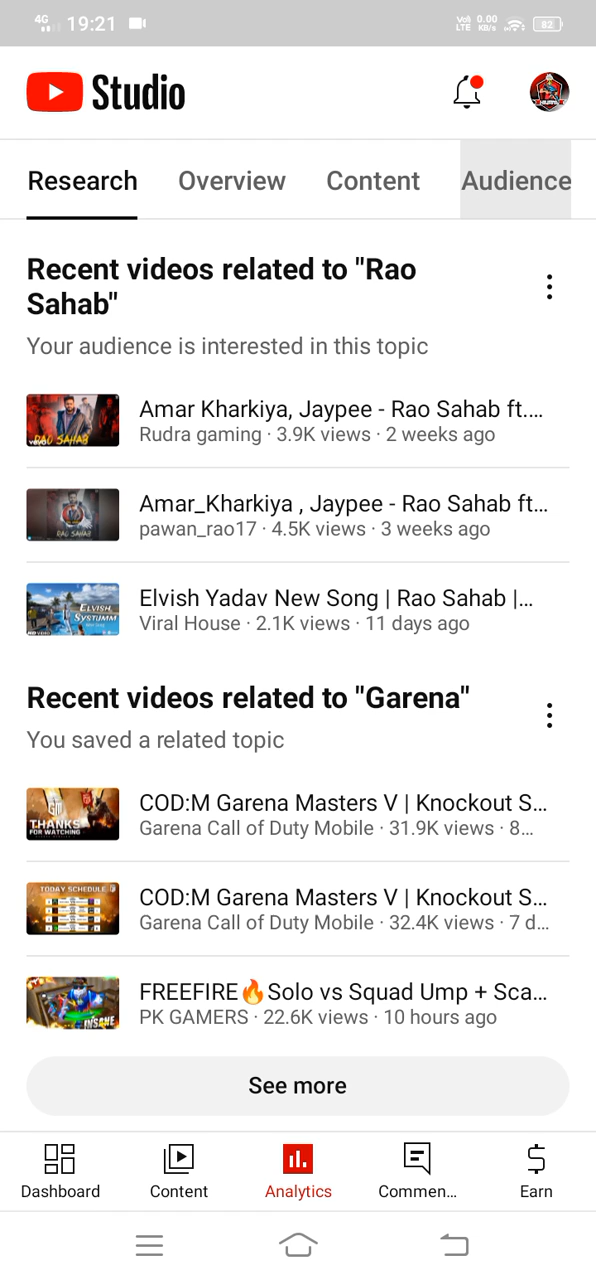 4G 19:21 Vo) LTE 0.00 KB/s 82
Studio
Research Overview Content Audience
Recent videos related to "Rao
Sahab"
Your audience is interested in this topic
RAO SAHAB
Amar Kharkiya, Jaypee - Rao Sahab ft....
Rudra gaming · 3.9K views · 2 weeks ago
RAO SAHAB
Amar_Kharkiya , Jaypee - Rao Sahab ft...
pawan_rao17 · 4.5K views · 3 weeks ago
ELVISH
SYSTUMM
Elvish Yadav New Song | Rao Sahab |...
Viral House · 2.1K views · 11 days ago
Recent videos related to "Garena"
You saved a related topic
THANKS
FOR WATCHING
COD:M Garena Masters V | Knockout S...
Garena Call of Duty Mobile · 31.9K views · 8...
TODAY SCHEDULE
COD:M Garena Masters V | Knockout S...
Garena Call of Duty Mobile · 32.4K views · 7 d...
INSANE
FREEFIRE🔥Solo vs Squad Ump + Sca...
PK GAMERS · 22.6K views · 10 hours ago
See more
Dashboard Content Analytics Commen... Earn